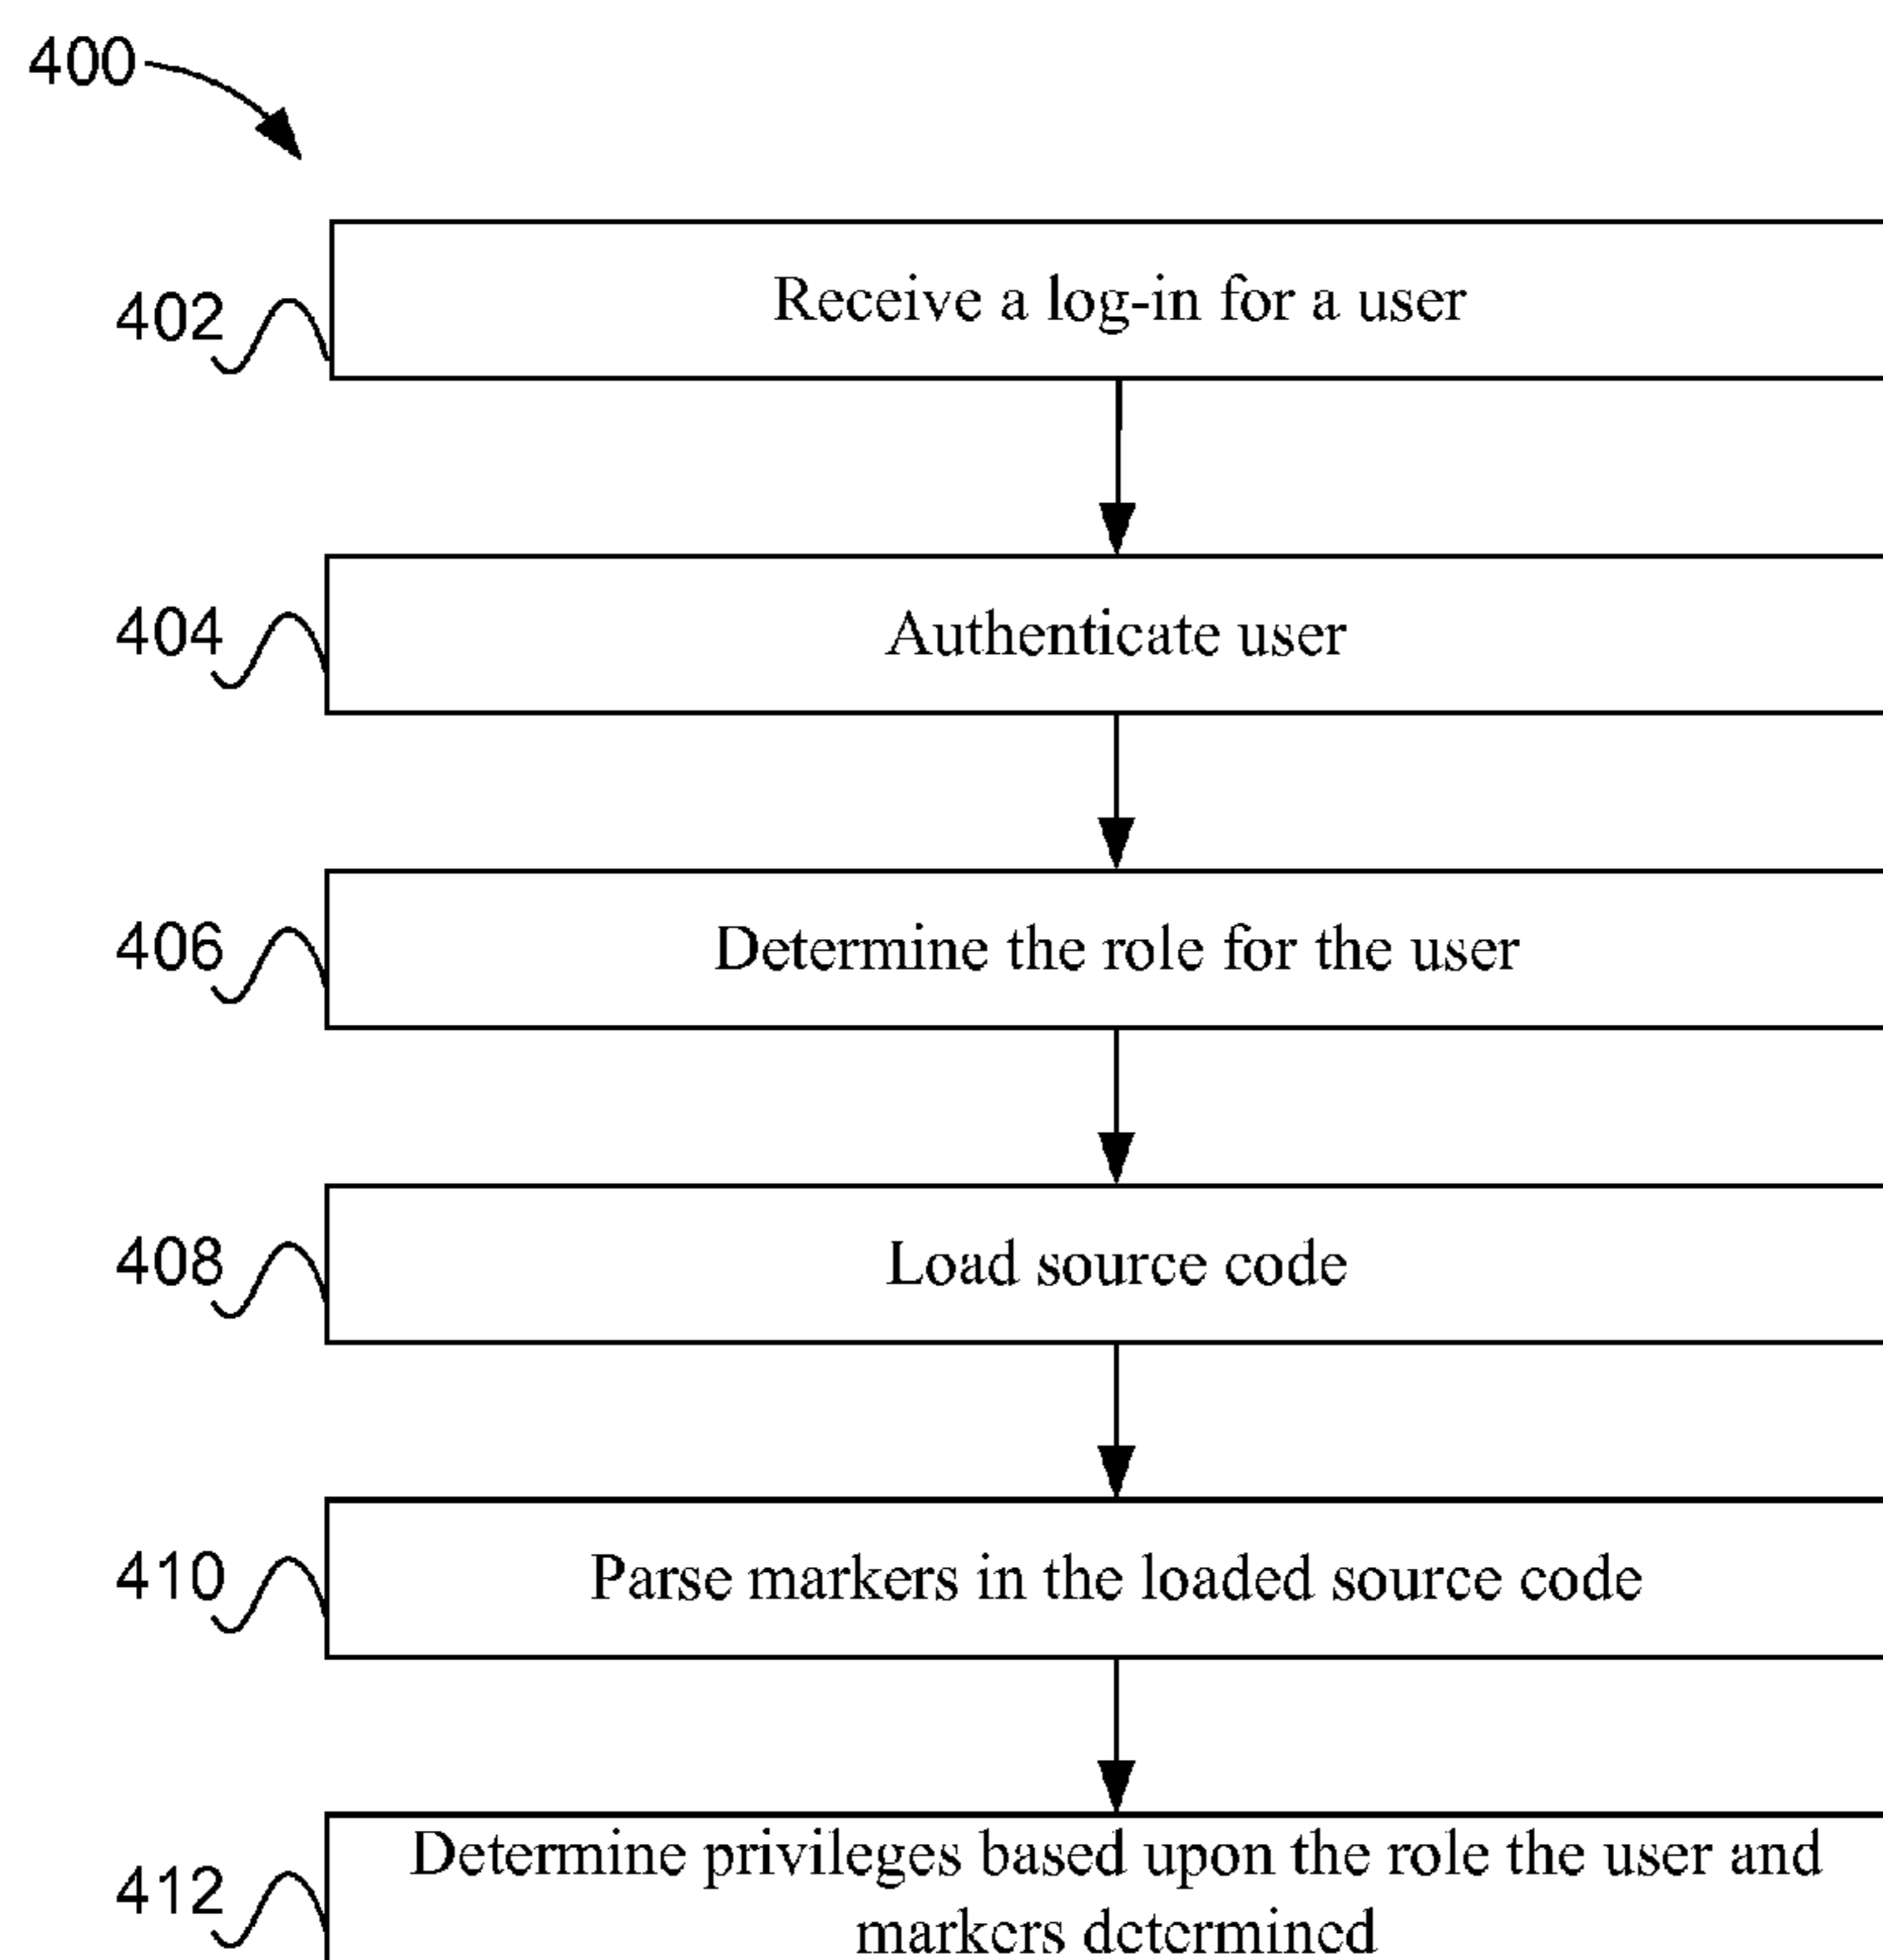 400
402
Receive a log-in for a user
404
Authenticate user
406
Determine the role for the user
408
Load source code
410
Parse markers in the loaded source code
412
Determine privileges based upon the role the user and
markers determined